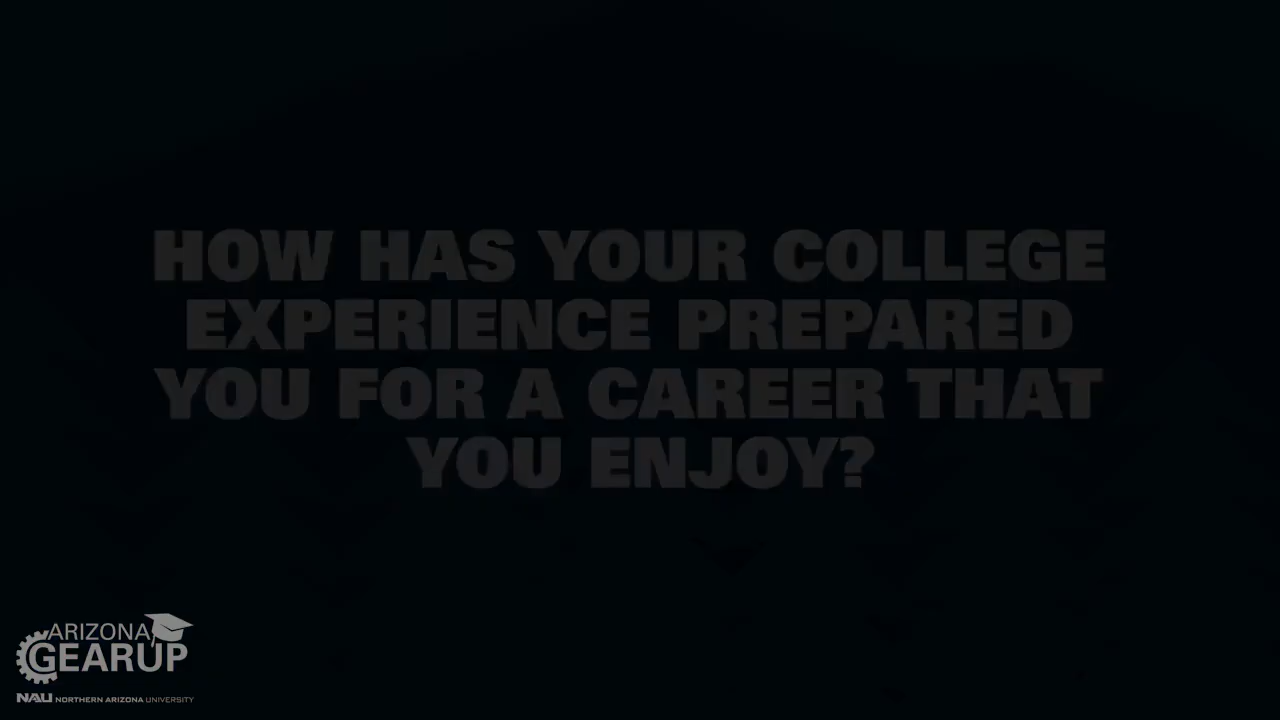 HOW HAS YOUR COLLEGE
EXPERIENCE PREPARED
YOU FOR A CAREER THAT
YOU ENJOY?
ARIZONA
GEARUP
NAU NORTHERN ARIZONA UNIVERSITY